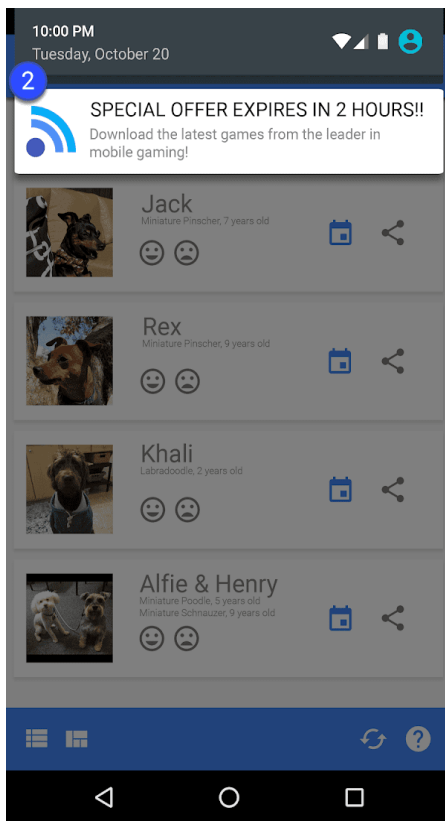 10:00 PM
Tuesday, October 20
2
SPECIAL OFFER EXPIRES IN 2 HOURS!!
Download the latest games from the leader in
mobile gaming!
Jack
Miniature Pinscher, 7 years old
Rex
Miniature Pinscher, 9 years old
Khali
Labradoodle, 2 years old
Alfie & Henry
Miniature Poodle, 5 years old
Miniature Schnauzer, 9 years old
?